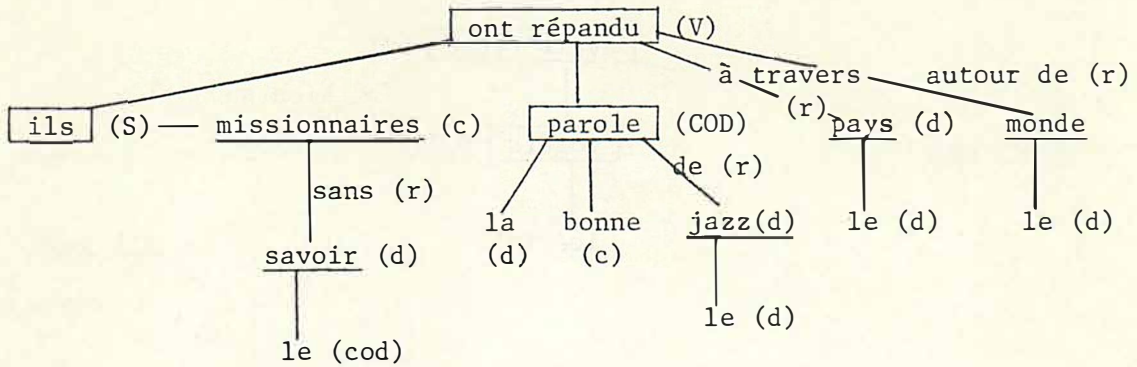 ont répandu (V)
à travers autour de (r)
(r)
ils (S) missionnaires (c) parole (COD) pays (d) monde
de (r)
sans (r)
la bonne jazz(d) le (d) le (d)
(d) (c)
savoir (d)
le (d)
le (cod)